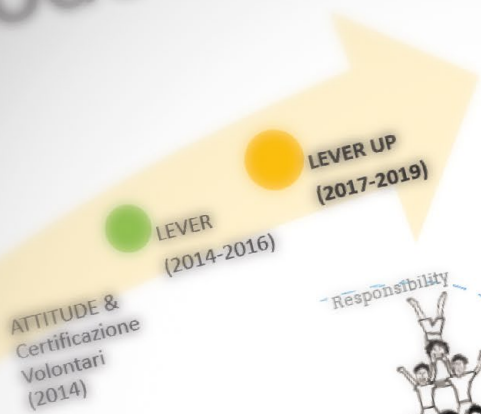 LEVER UP
(2017-2019)
LEVER
(2014-2016)
ATTITUDE &
Certificazione
Volontari
(2014)
Responsibility